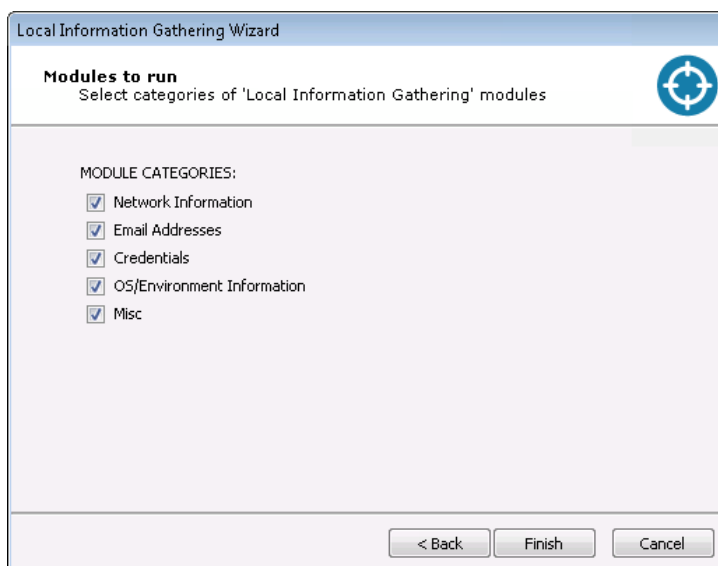 Local Information Gathering Wizard
Modules to run
Select categories of 'Local Information Gathering' modules
MODULE CATEGORIES:
Network Information
Email Addresses
Credentials
OS/Environment Information
Misc
< Back Finish Cancel